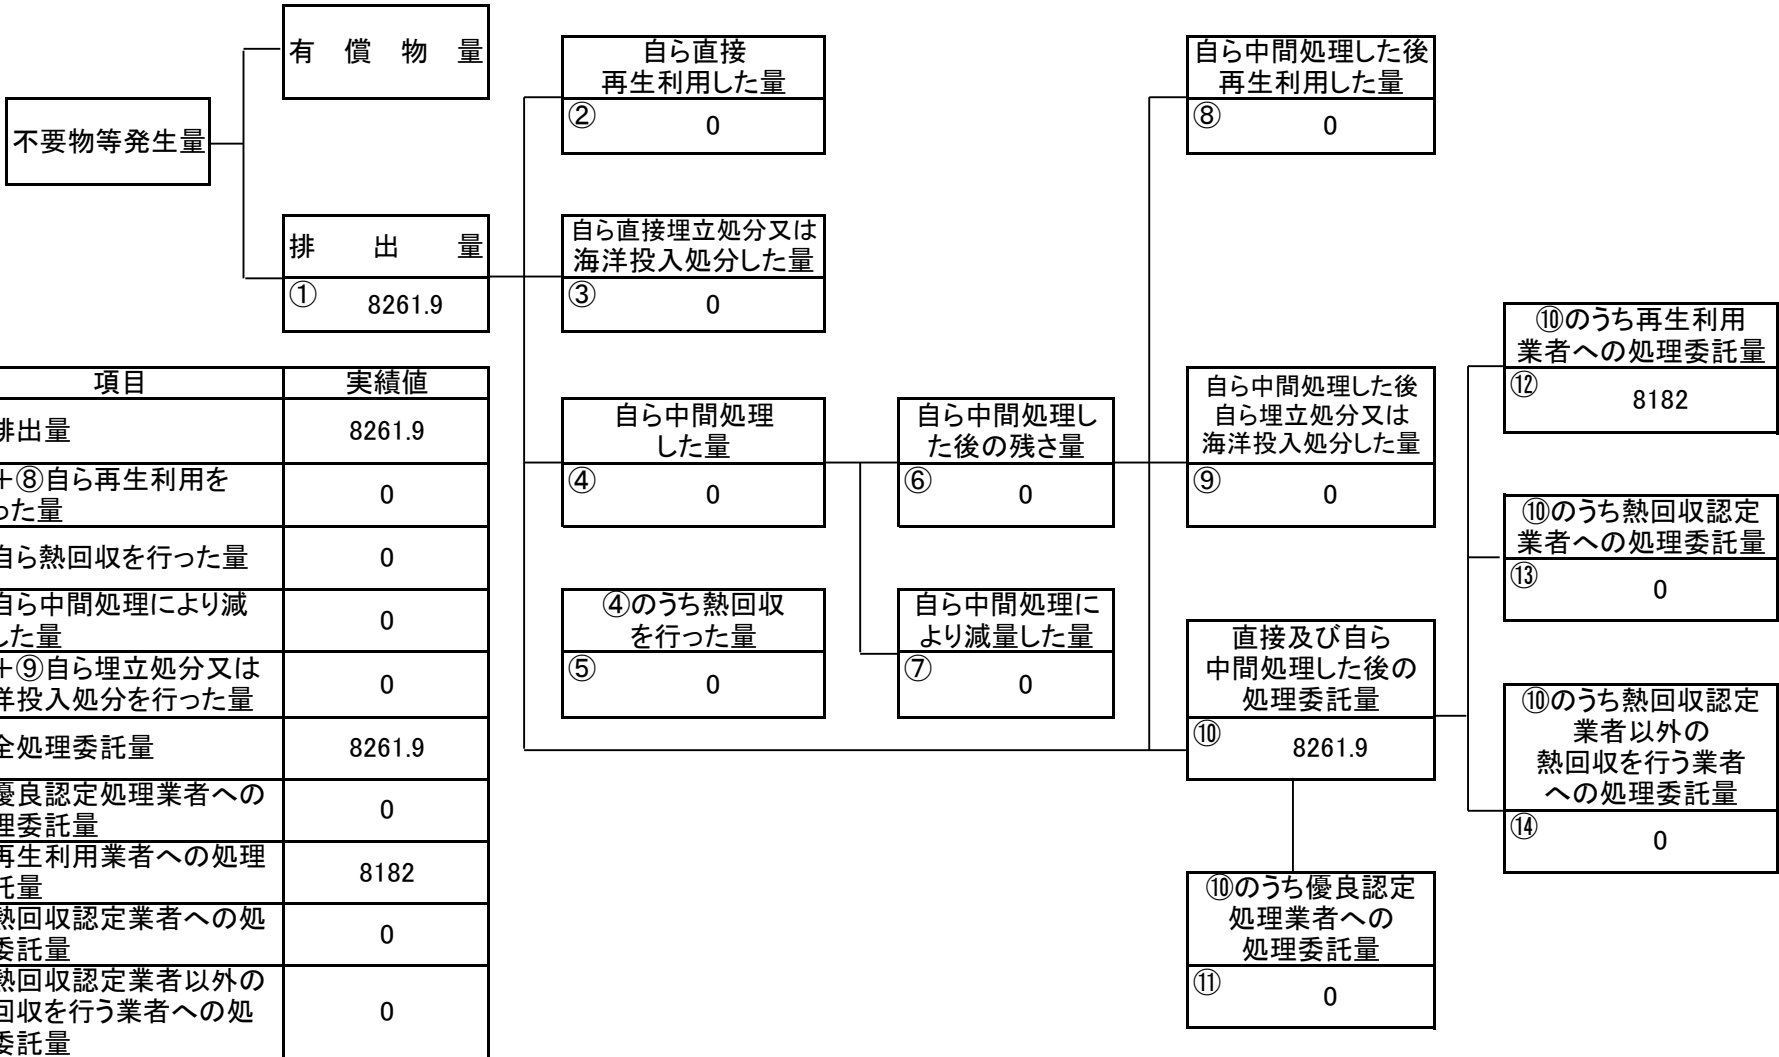 有償物量
不要物等発生量
排出量
① 8261.9
自ら直接
再生利用した量
② 0
自ら直接埋立処分又は
海洋投入処分した量
③ 0
自ら中間処理
した量
④ 0
④のうち熱回収
を行った量
⑤ 0
自ら中間処理し
た後の残さ量
⑥ 0
自ら中間処理に
より減量した量
⑦ 0
自ら中間処理した後
再生利用した量
⑧ 0
自ら中間処理した後
自ら埋立処分又は
海洋投入処分した量
⑨ 0
直接及び自ら
中間処理した後の
処理委託量
⑩ 8261.9
⑩のうち優良認定
処理業者への
処理委託量
⑪ 0
⑩のうち再生利用
業者への処理委託量
⑫ 8182
⑩のうち熱回収認定
業者への処理委託量
⑬ 0
⑩のうち熱回収認定
業者以外の
熱回収を行う業者
への処理委託量
⑭ 0
項目 実績値
排出量 8261.9
+⑧自ら再生利用を
った量 0
自ら熱回収を行った量 0
自ら中間処理により減
した量 0
+⑨自ら埋立処分又は
洋投入処分を行った量 0
全処理委託量 8261.9
優良認定処理業者への
理委託量 0
再生利用業者への処理
託量 8182
熱回収認定業者への処
委託量 0
熱回収認定業者以外の
回収を行う業者への処
委託量 0